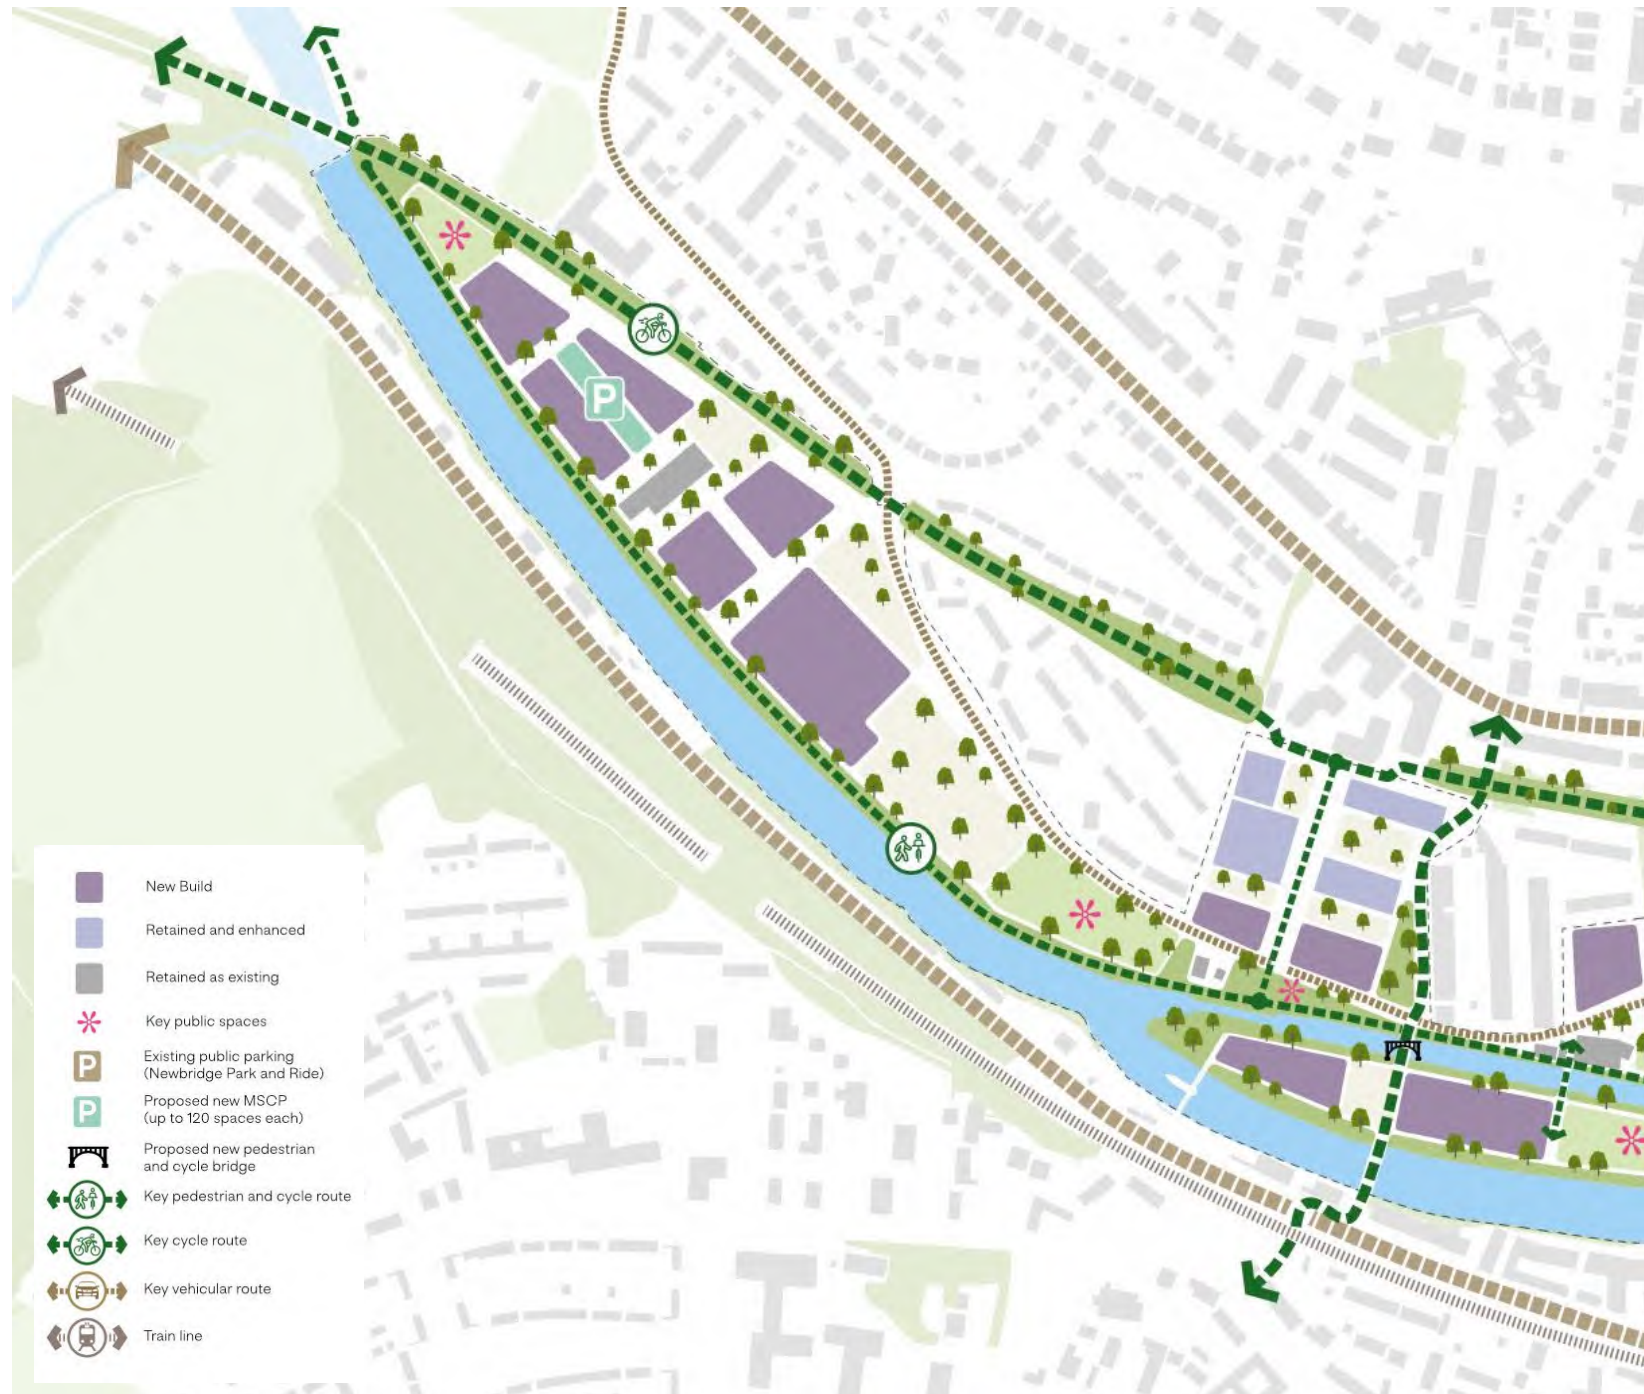 P
New Build
Retained and enhanced
Retained as existing
Key public spaces
P
Existing public parking
(Newbridge Park and Ride)
P
Proposed new MSCP
(up to 120 spaces each)
Proposed new pedestrian
and cycle bridge
Key pedestrian and cycle route
Key cycle route
Key vehicular route
Train line